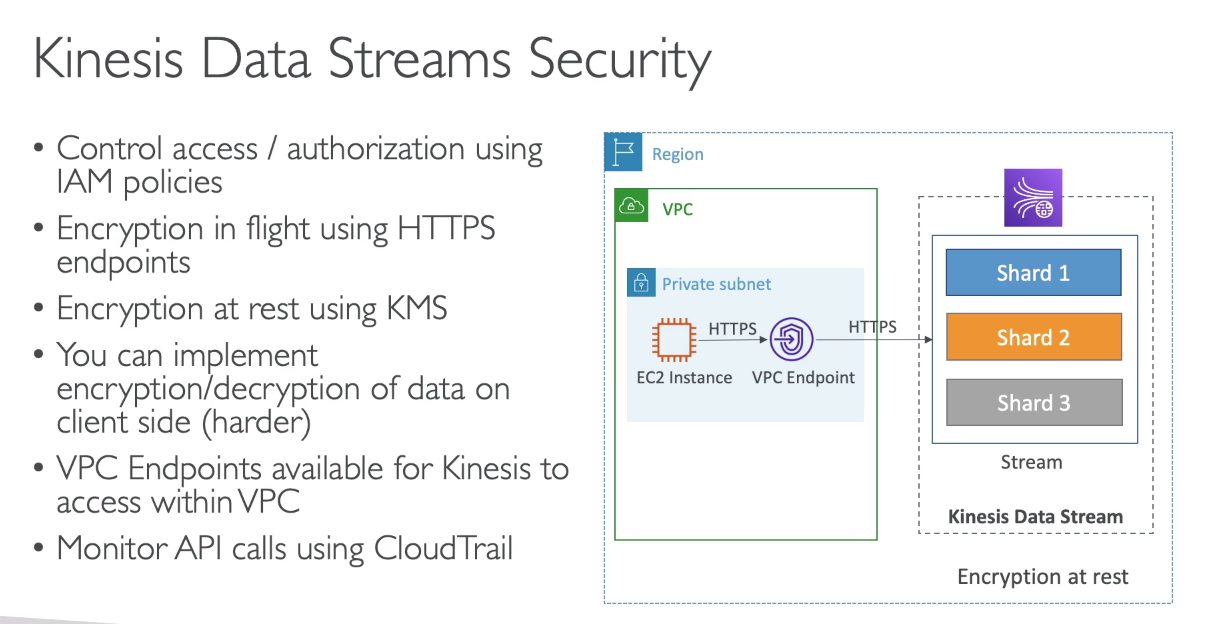 Kinesis Data Streams Security
• Control access / authorization using
IAM policies
• Encryption in flight using HTTPS
endpoints
• Encryption at rest using KMS
• You can implement
encryption/decryption of data on
client side (harder)
• VPC Endpoints available for Kinesis to
access within VPC
• Monitor API calls using CloudTrail
Region
VPC
Private subnet
HTTPS
HTTPS
EC2 Instance
VPC Endpoint
Shard 1
Shard 2
Shard 3
Stream
Kinesis Data Stream
Encryption at rest